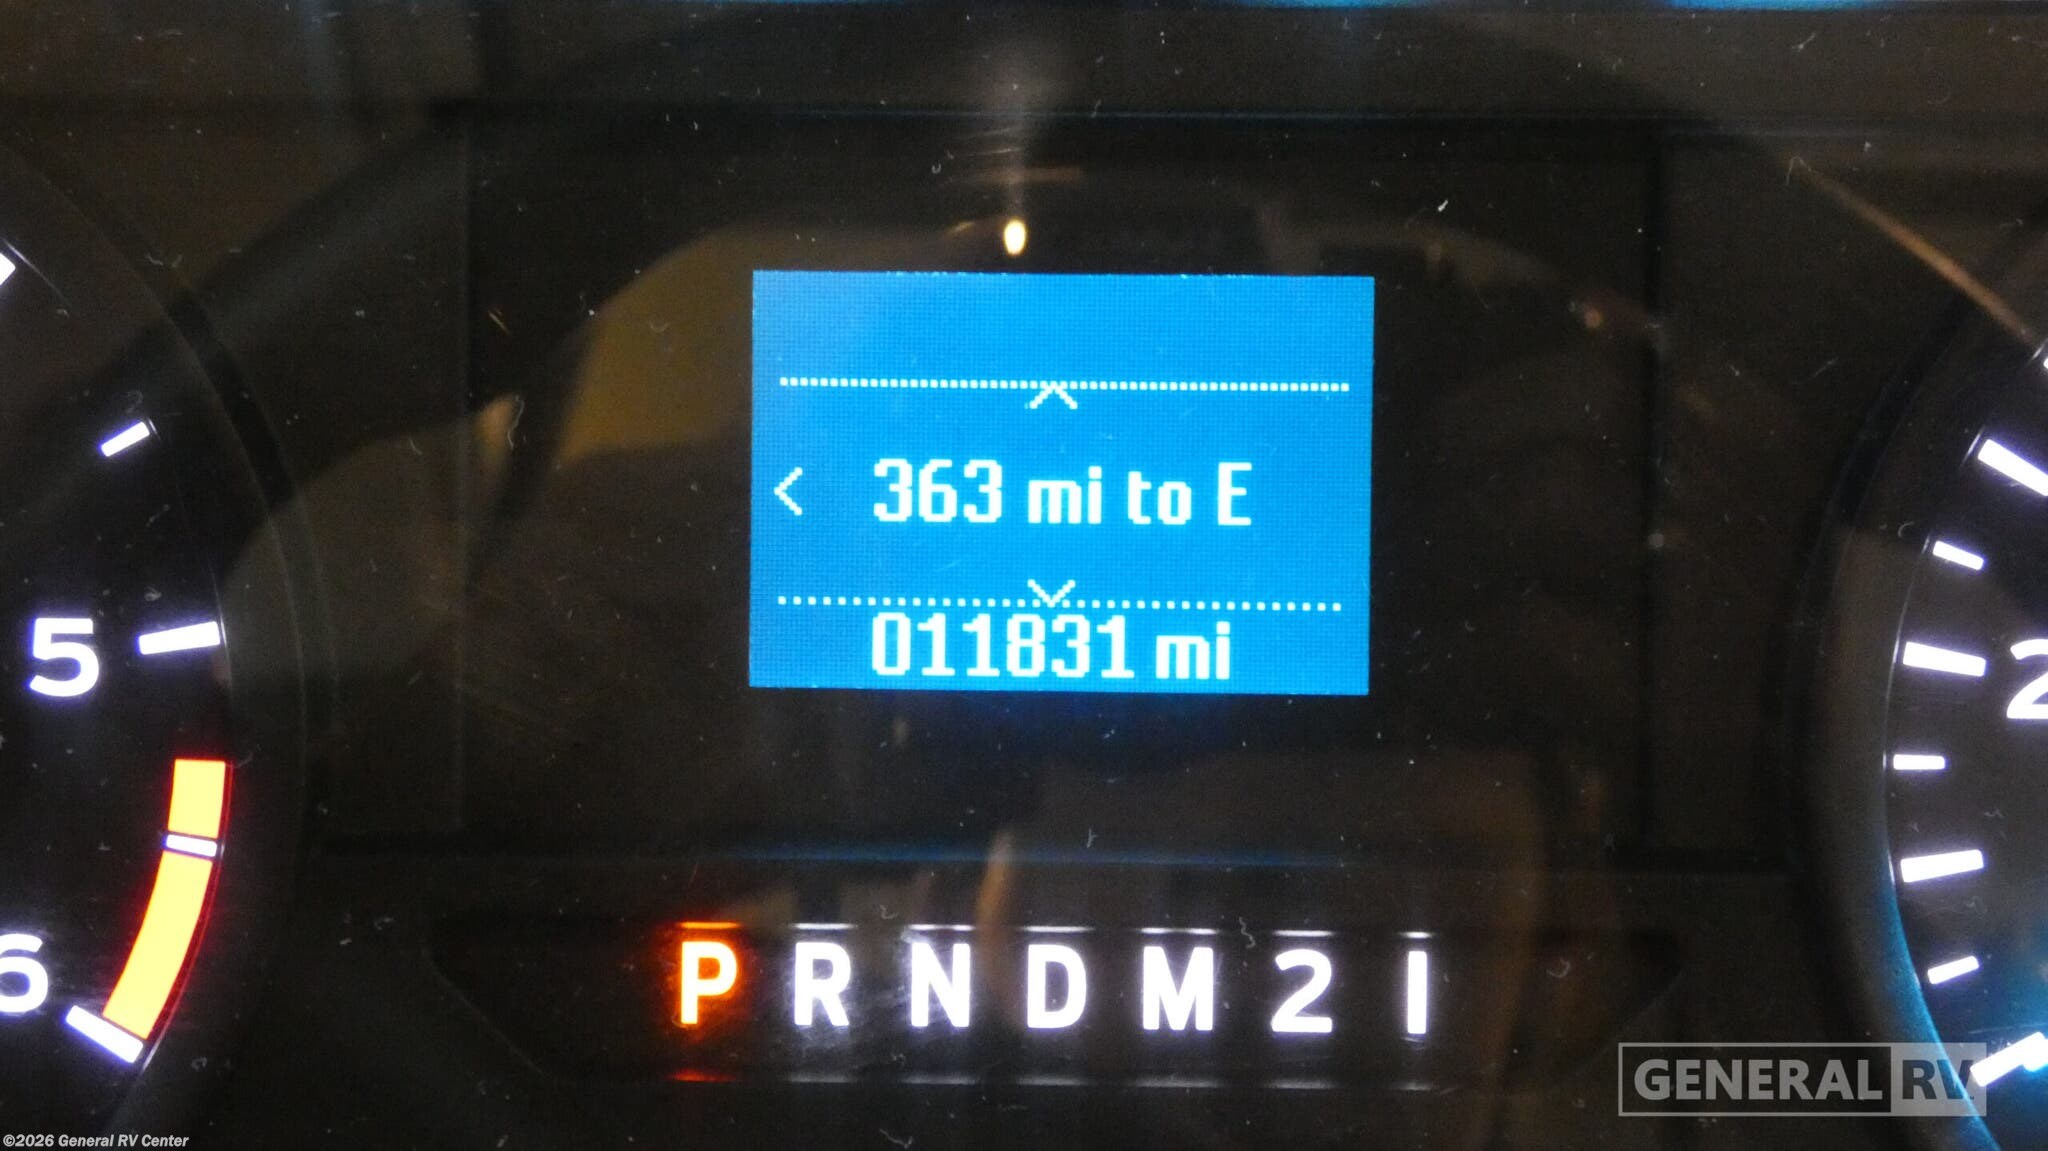 363 mi to E
011831 mi
5
6
2
P R N D M 2 1
GENERAL RV
©2026 General RV Center